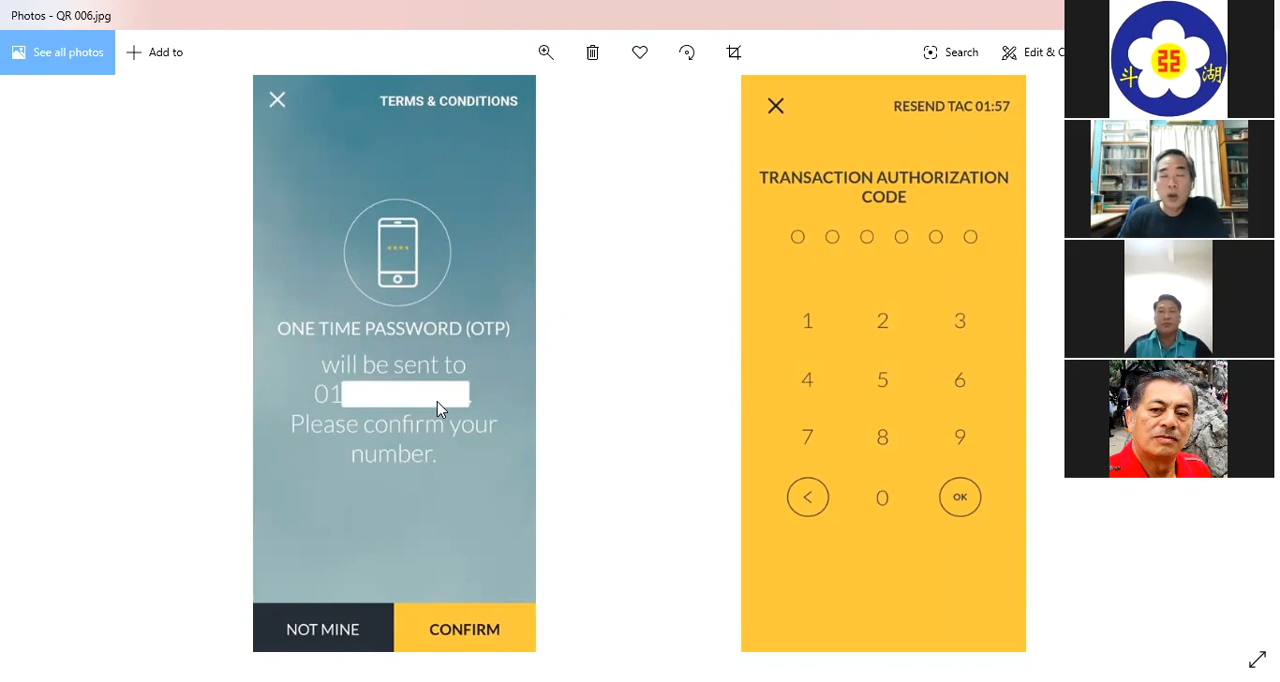 Photos - QR 006.jpg
See all photos
Add to
Search
Edit & C
TERMS & CONDITIONS
ONE TIME PASSWORD (OTP)
will be sent to
01
Please confirm your
number.
NOT MINE
CONFIRM
RESEND TAC 01:57
TRANSACTION AUTHORIZATION
CODE
1 2 3
4 5 6
7 8 9
< 0 OK
斗 湖